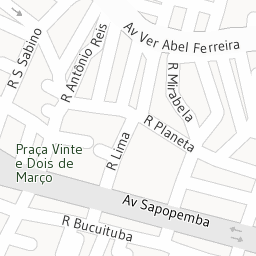 R S Sabino
R Antônio Reis
Av Ver Abel Ferreira
R Mirabela
R Planeta
R Lima
Praça Vinte
e Dois de
Março
Av Sapopemba
R Bucuituba